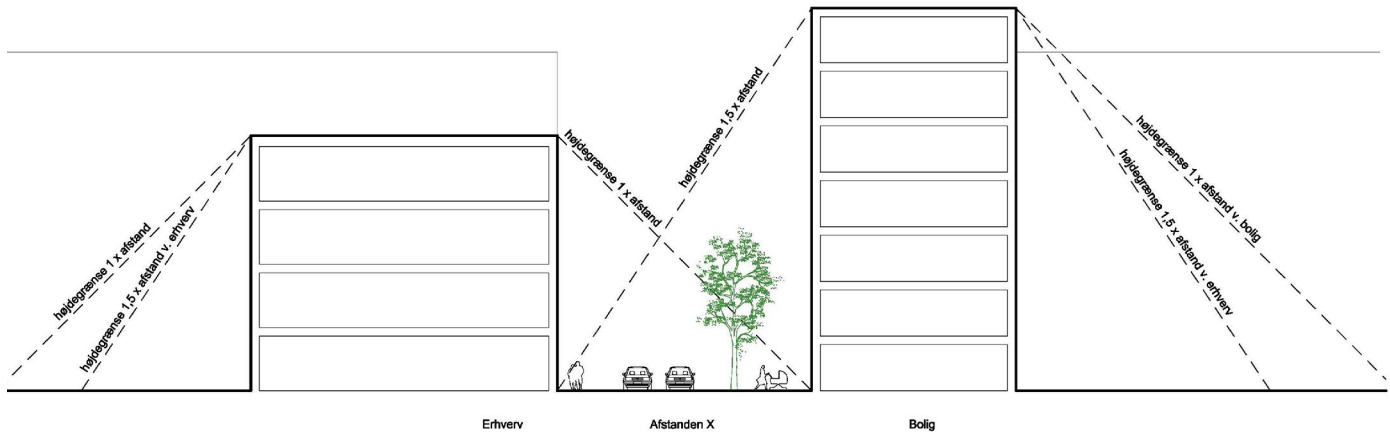 højdegrænse 1 x afstand
højdegrænse 1,5 x afstand v. erhverv
højdegrænse 1 x afstand
højdegrænse 1,5 x afstand
højdegrænse 1,5 x afstand v. erhverv
højdegrænse 1 x afstand v. bolig
Erhverv
Afstanden X
Bolig